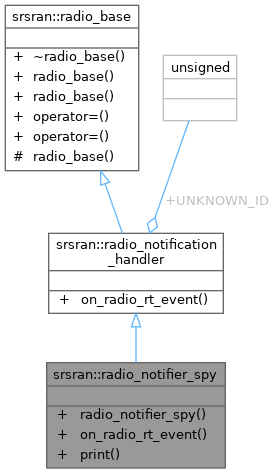 srsran::radio_base
+ ~radio_base()
+ radio_base()
+ radio_base()
+ operator=()
+ operator=()
# radio_base()
unsigned
+UNKNOWN_ID
srsran::radio_notification
_handler
+ on_radio_rt_event()
srsran::radio_notifier_spy
+ radio_notifier_spy()
+ on_radio_rt_event()
+ print()